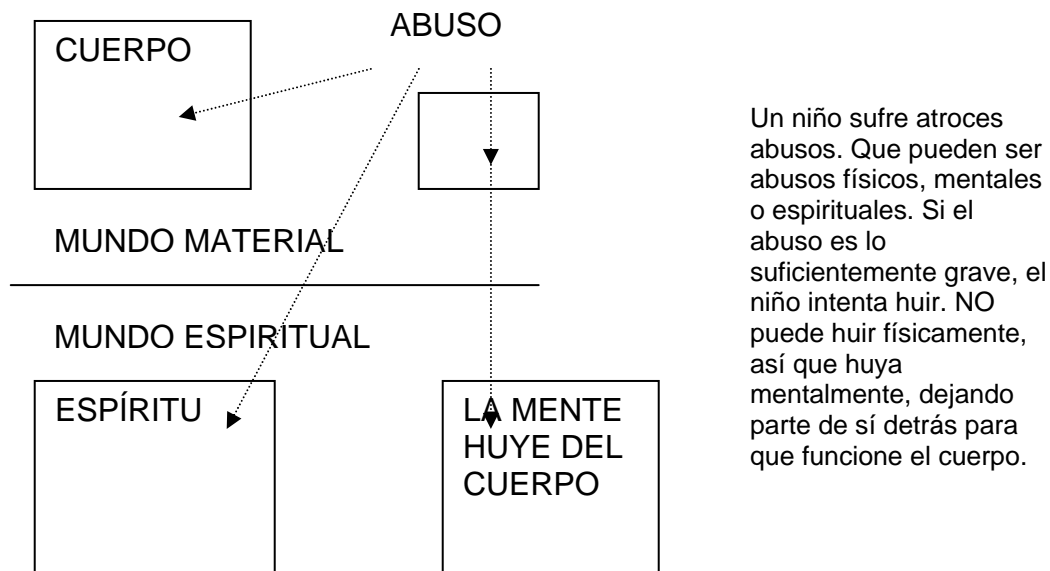 ABUSO
CUERPO
MUNDO MATERIAL
MUNDO ESPIRITUAL
ESPÍRITU
LA MENTE
HUYE DEL
CUERPO
Un niño sufre atroces
abusos. Que pueden ser
abusos físicos, mentales
o espirituales. Si el
abuso es lo
suficientemente grave, el
niño intenta huir. NO
puede huir físicamente,
así que huya
mentalmente, dejando
parte de sí detrás para
que funcione el cuerpo.